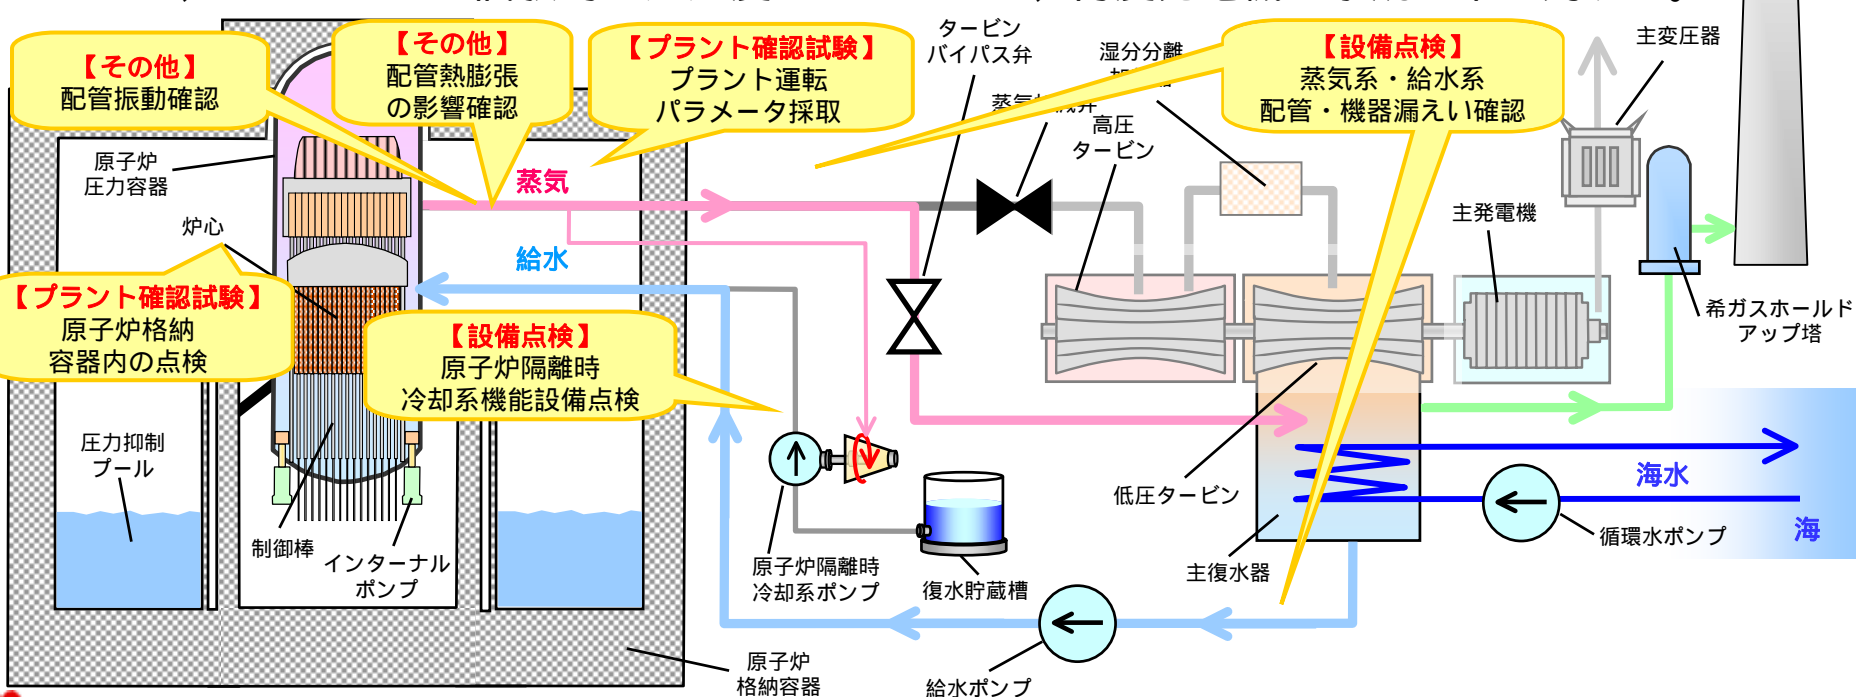 タービン
バイパス弁
湿分分離
主変圧器
【その他】
配管振動確認
【その他】
配管熱膨張
の影響確認
【プラント確認試験】
プラント運転
パラメータ採取
【設備点検】
蒸気系・給水系
配管・機器漏えい確認
高圧
タービン
原子炉
圧力容器
蒸気
炉心
主発電機
給水
【プラント確認試験】
原子炉格納
容器内の点検
【設備点検】
原子炉隔離時
冷却系機能設備点検
希ガスホールド
アップ塔
圧力抑制
プール
海水
低圧タービン
海
循環水ポンプ
制御棒
インターナル
ポンプ
原子炉隔離時
冷却系ポンプ
復水貯蔵槽
主復水器
原子炉
格納容器
給水ポンプ